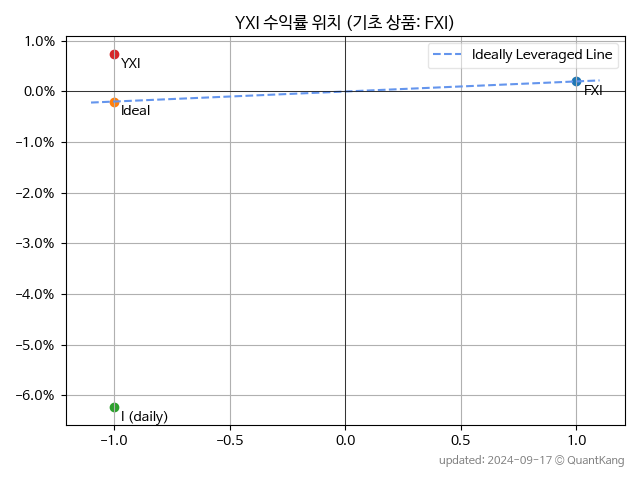 YXI 수익률 위치 (기초 상품: FXI)
Ideally Leveraged Line
1.0%
0.0%
-1.0%
-2.0%
-3.0%
-4.0%
-5.0%
-6.0%
YXI
FXI
Ideal
I (daily)
-1.0
-0.5
0.0
0.5
1.0
updated: 2024-09-17 © QuantKang